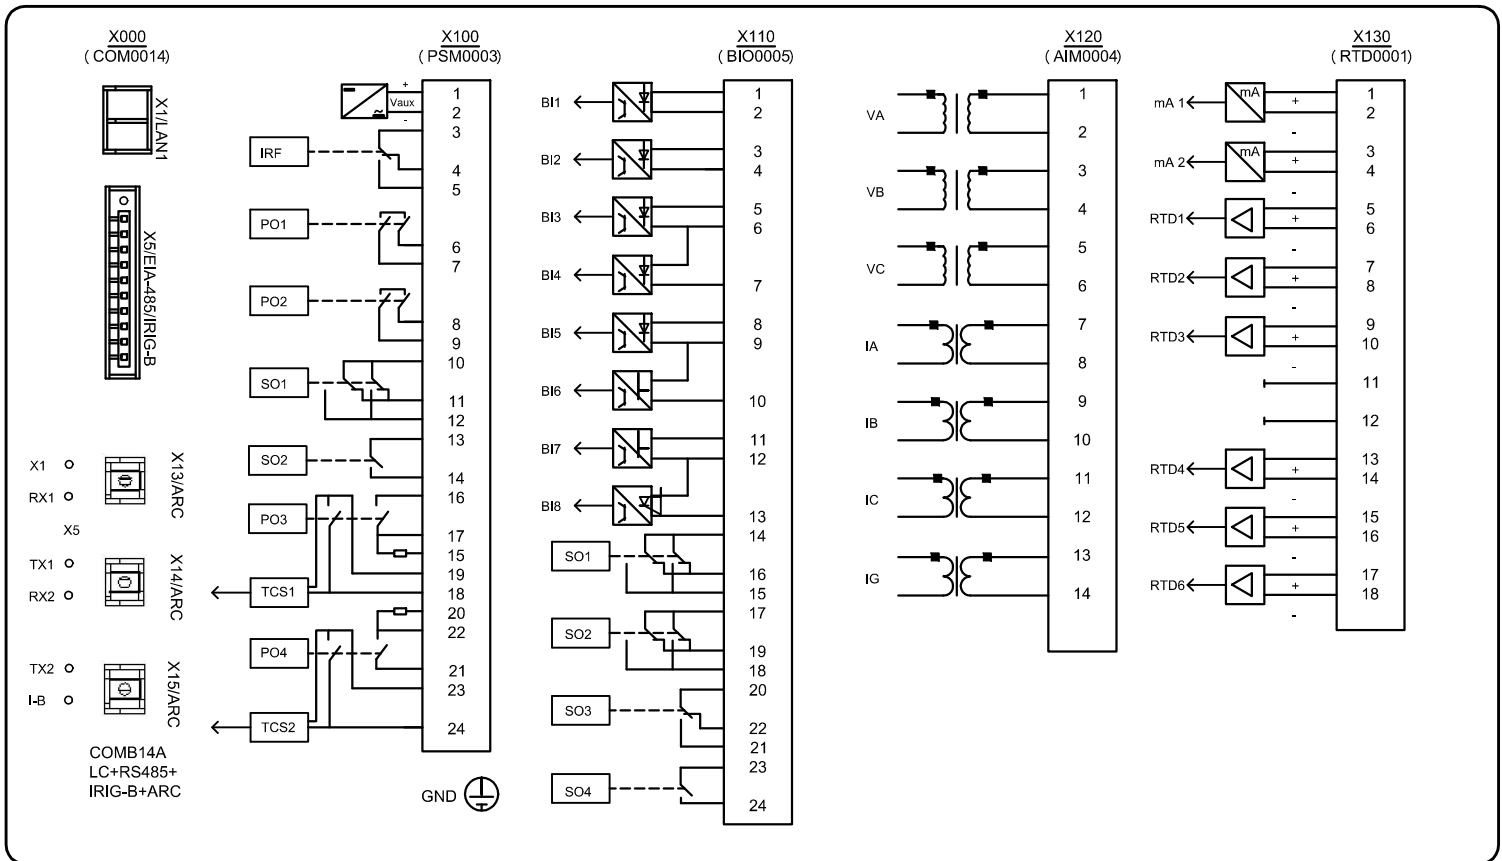 X000
( COM0014)
X1/LAN1
X5/EIA-485/IRIG-B
X1
RX1
X5
TX1
RX2
TX2
I-B
X13/ARC
X14/ARC
X15/ARC
COMB14A
LC+RS485+
IRIG-B+ARC
X100
( PSM0003)
+
Vaux
-
IRF
PO1
PO2
SO1
SO2
PO3
TCS1
PO4
TCS2
1
2
3
4
5
6
7
8
9
10
11
12
13
14
16
17
15
19
18
20
22
21
23
24
GND
X110
( BIO0005)
BI1
BI2
BI3
BI4
BI5
BI6
BI7
BI8
SO1
SO2
SO3
SO4
1
2
3
4
5
6
7
8
9
10
11
12
13
14
16
15
17
19
18
20
22
21
23
24
X120
( AIM0004)
VA
VB
VC
IA
IB
IC
IG
1
2
3
4
5
6
7
8
9
10
11
12
13
14
X130
( RTD0001)
mA 1
mA
+
-
mA 2
mA
+
-
RTD1
+
-
RTD2
+
-
RTD3
+
-
RTD4
+
-
RTD5
+
-
RTD6
+
-
1
2
3
4
5
6
7
8
9
10
11
12
13
14
15
16
17
18